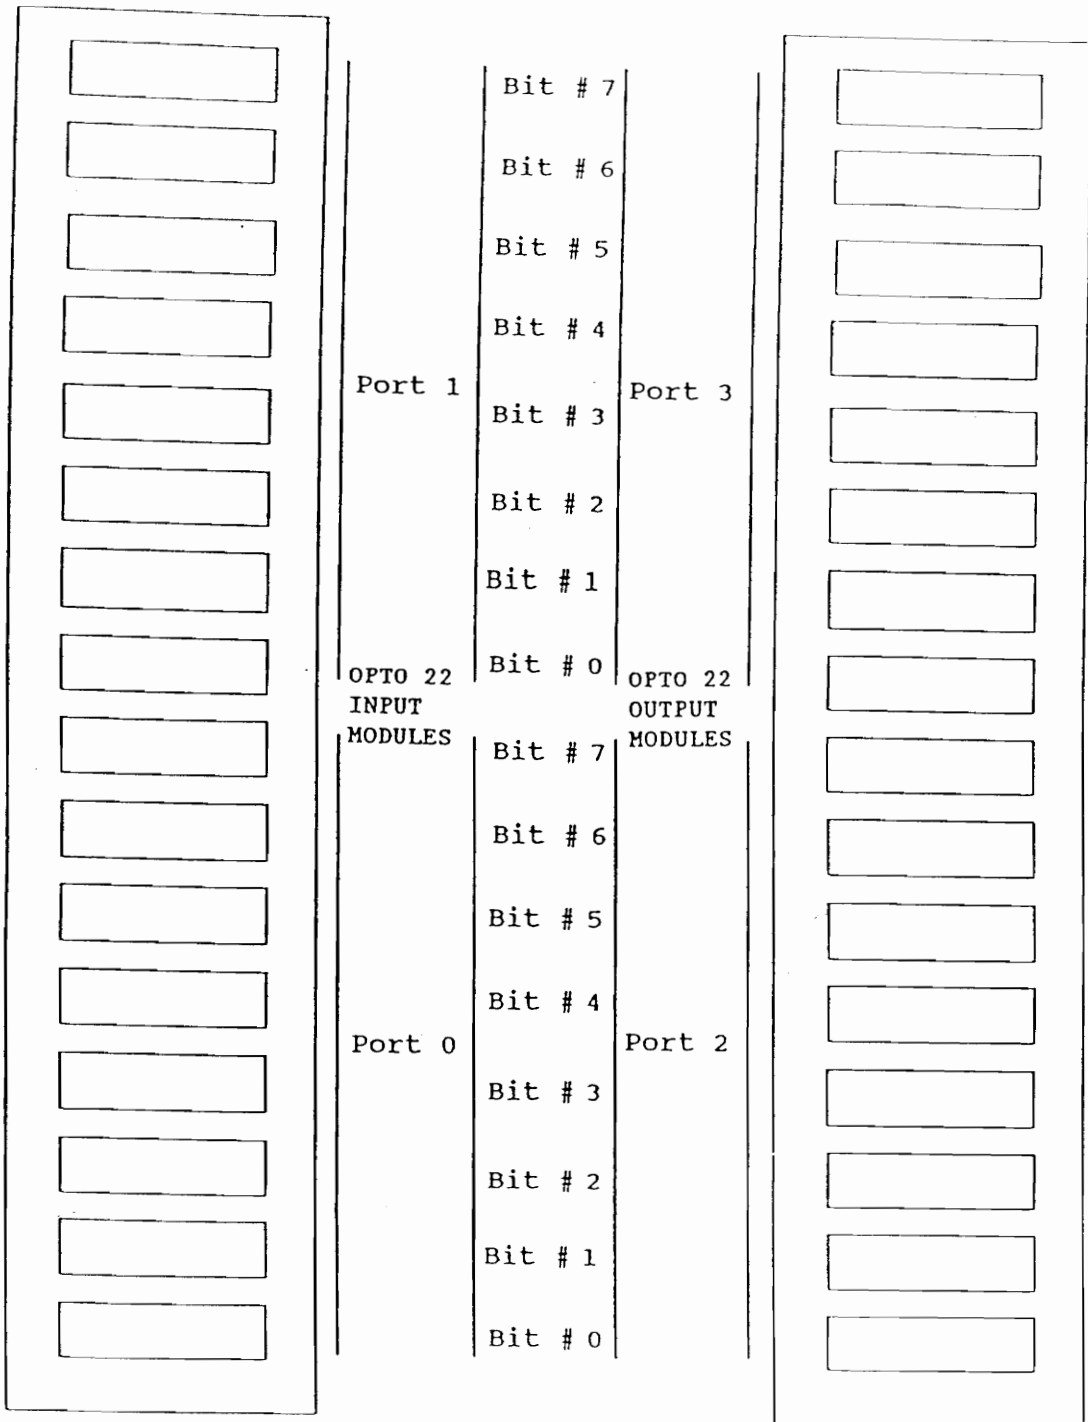 Bit # 7
Bit # 6
Bit # 5
Bit # 4
Port 1
Port 3
Bit # 3
Bit # 2
Bit # 1
Bit # 0
OPTO 22
INPUT
MODULES
OPTO 22
OUTPUT
MODULES
Bit # 7
Bit # 6
Bit # 5
Bit # 4
Port 0
Port 2
Bit # 3
Bit # 2
Bit # 1
Bit # 0